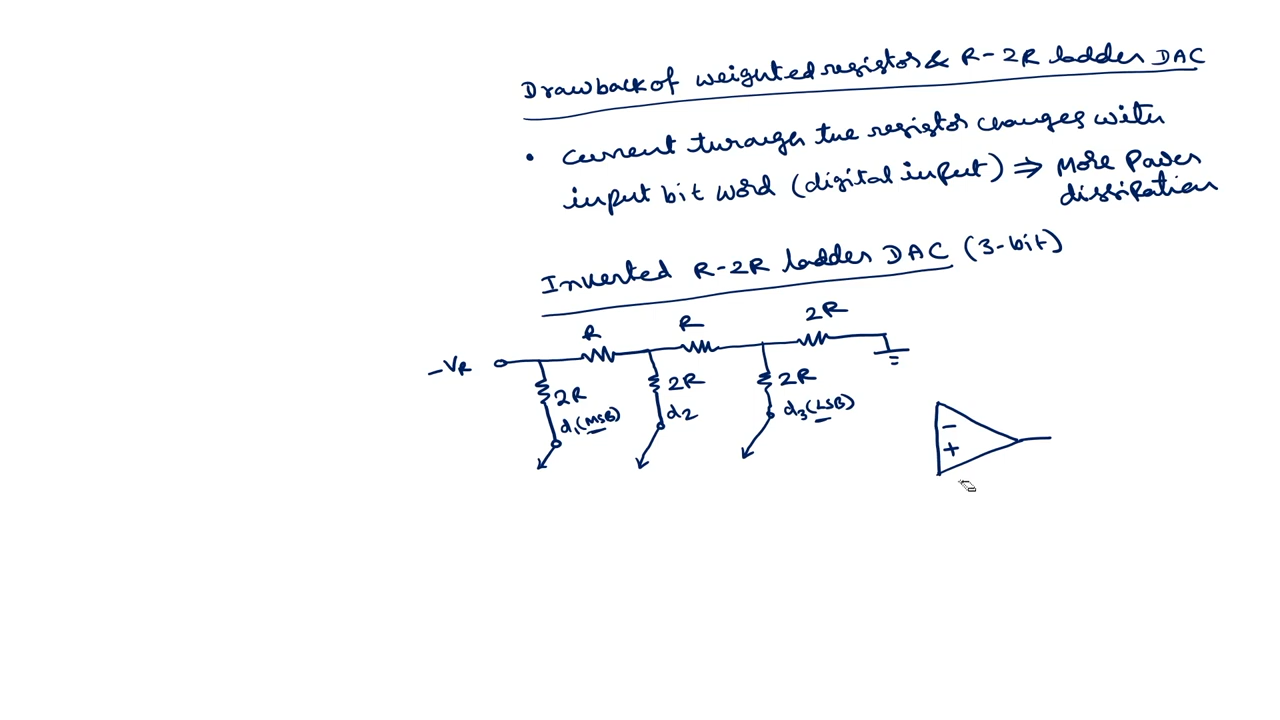 Drawback of weighted resistor & R-2R ladder DAC
• current through the resistor changes with
input bit word (digital input) ⇒ More Power
dissipation
Inverted R-2R ladder DAC (3-bit)
R R 2R
-VR
2R 2R 2R
d1(MSB) d2 d3(LSB)
-
+